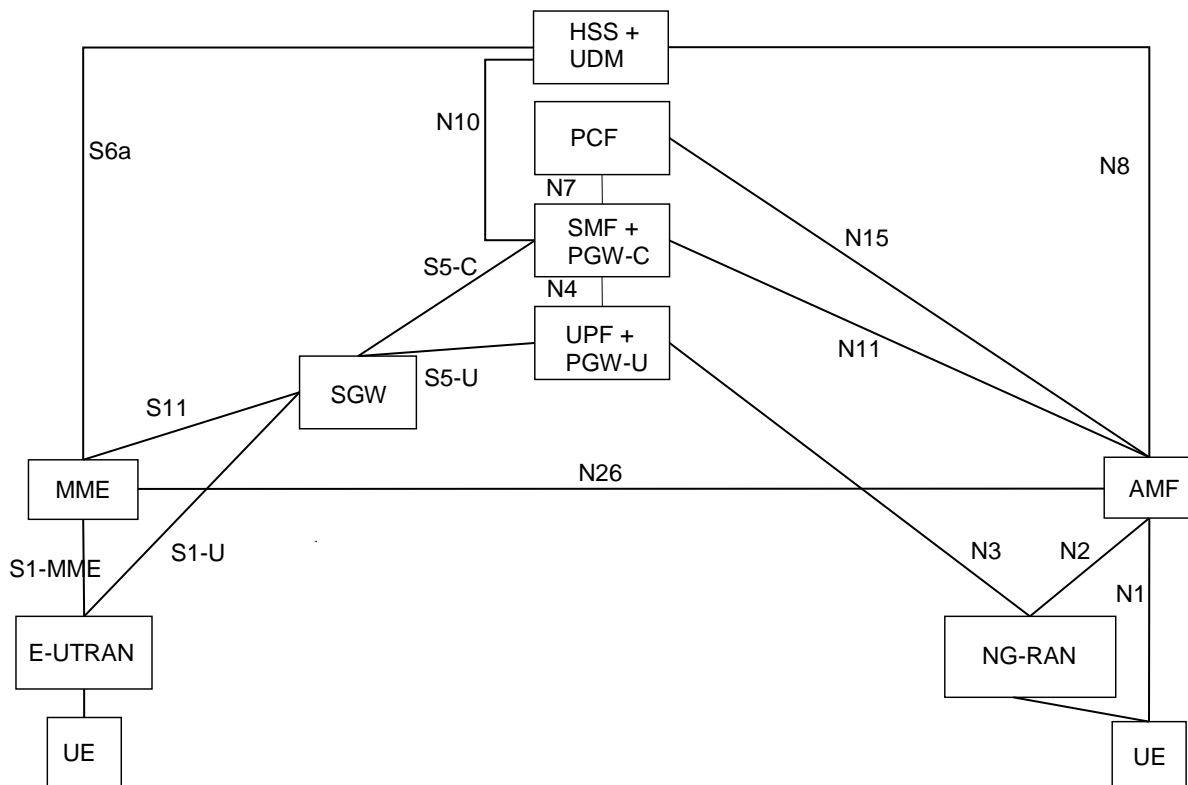 HSS +
UDM
N10
PCF
S6a
N8
N7
SMF +
PGW-C
N15
S5-C
N4
UPF +
PGW-U
N11
S5-U
SGW
S11
N26
MME
AMF
S1-U
N3
N2
S1-MME
N1
E-UTRAN
NG-RAN
UE
UE